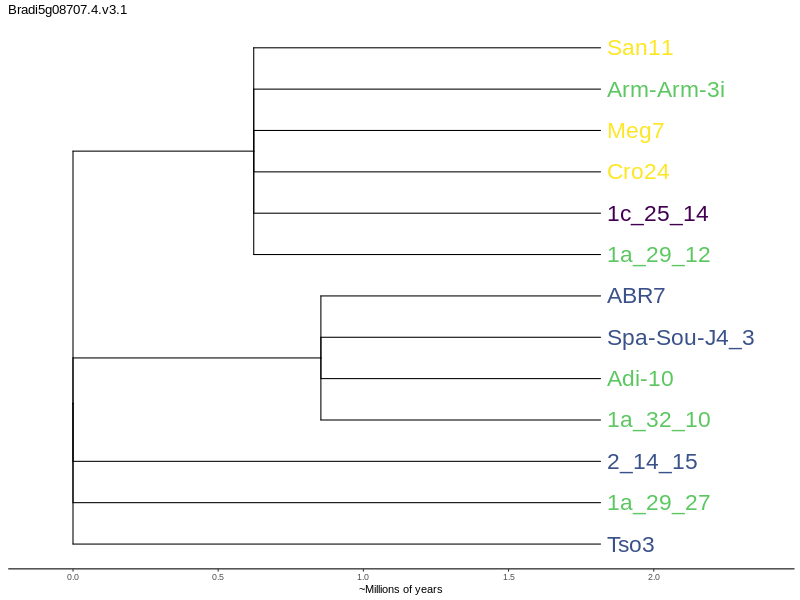 Bradi5g08707.4.v3.1
San11
Arm-Arm-3i
Meg7
Cro24
1c_25_14
1a_29_12
ABR7
Spa-Sou-J4_3
Adi-10
1a_32_10
2_14_15
1a_29_27
Tso3
0.0 0.5 1.0 1.5 2.0
~Millions of years